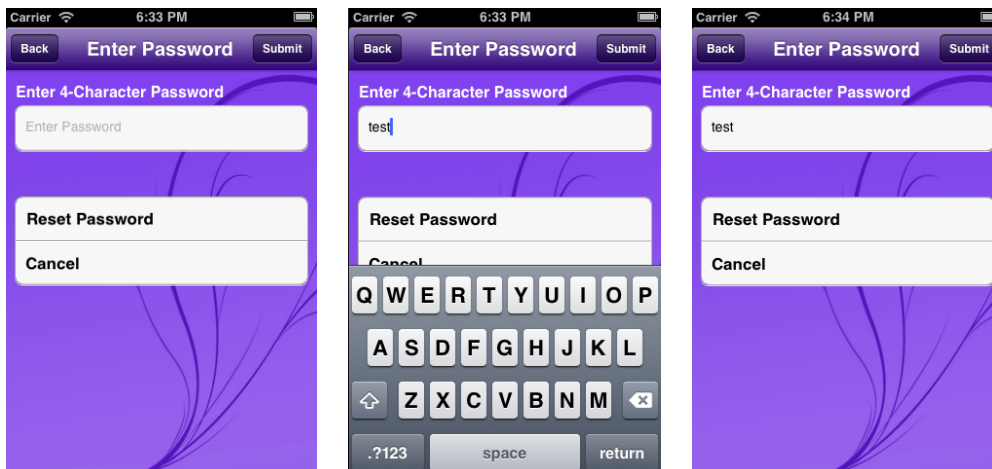 Carrier 6:33 PM
Back Enter Password Submit
Enter 4-Character Password
Enter Password
Reset Password
Cancel
Carrier 6:33 PM
Back Enter Password Submit
Enter 4-Character Password
test
Reset Password
Cancel
Q W E R T Y U I O P
A S D F G H J K L
Z X C V B N M
.?123 space return
Carrier 6:34 PM
Back Enter Password Submit
Enter 4-Character Password
test
Reset Password
Cancel